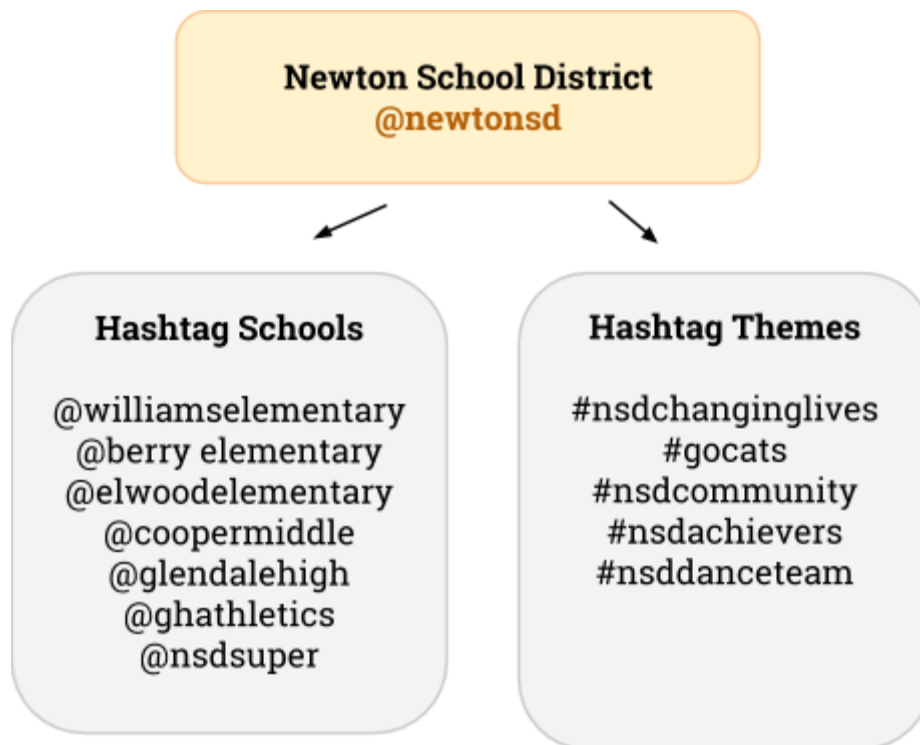 Newton School District
@newtonsd
Hashtag Schools
@williamselementary
@berry elementary
@elwoodelementary
@coopermiddle
@glendalehigh
@ghathletics
@nsdsuper
Hashtag Themes
#nsdchanginglives
#gocats
#nsdcommunity
#nsdachievers
#nsddanceteam